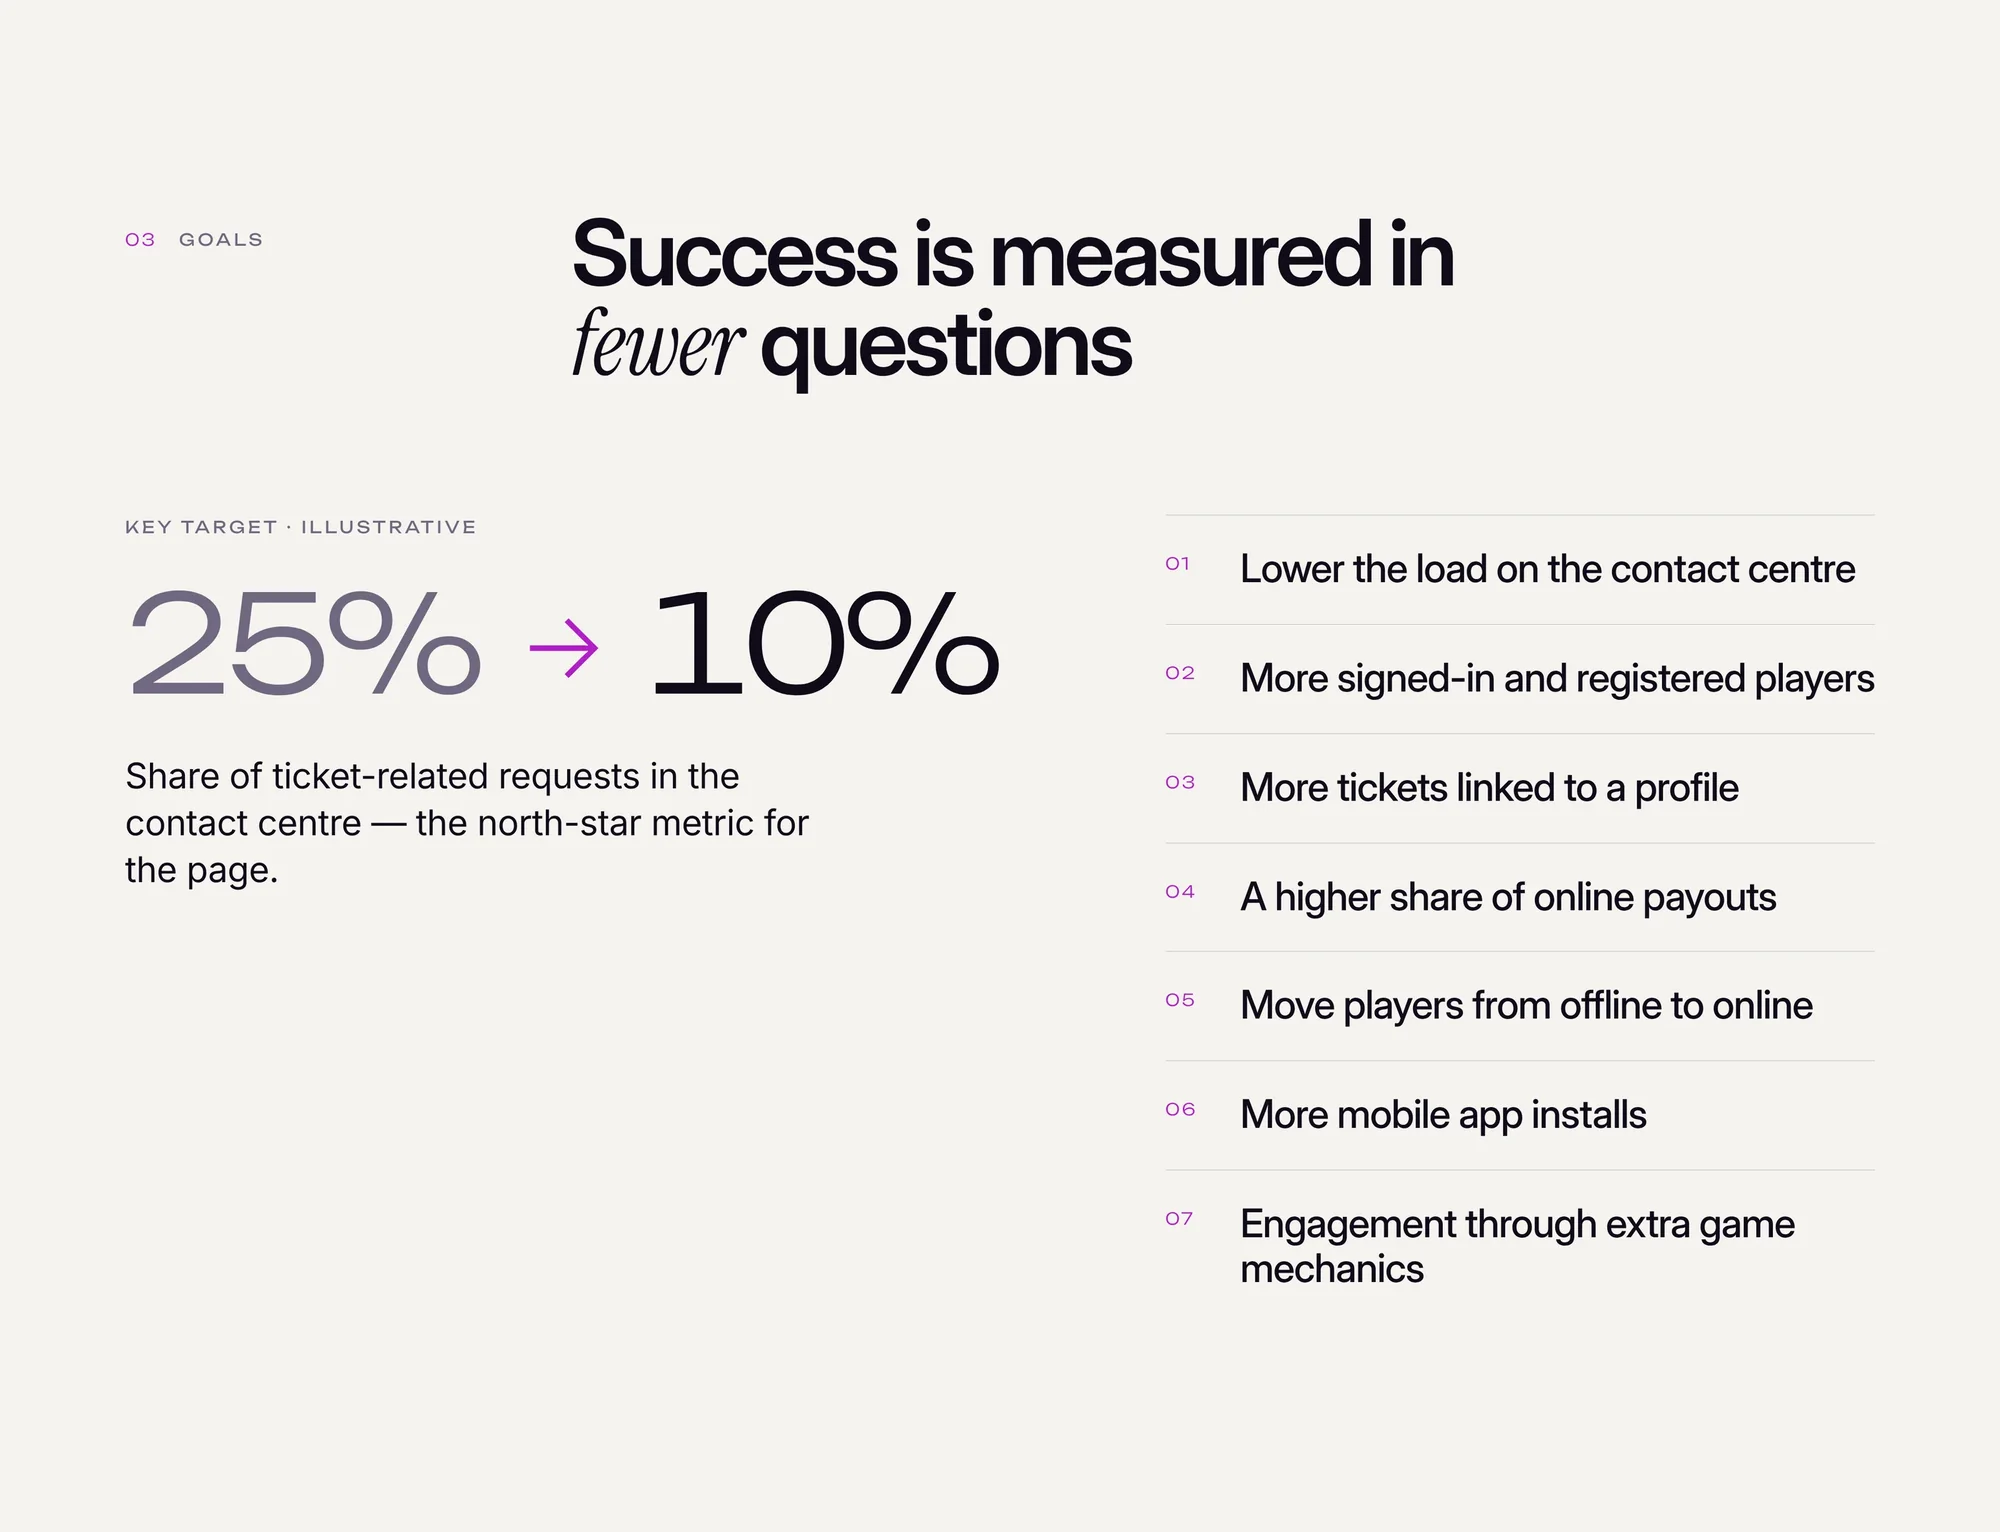 03 GOALS
Success is measured in
fewer questions
KEY TARGET · ILLUSTRATIVE
25% → 10%
Share of ticket-related requests in the
contact centre — the north-star metric for
the page.
01 Lower the load on the contact centre
02 More signed-in and registered players
03 More tickets linked to a profile
04 A higher share of online payouts
05 Move players from offline to online
06 More mobile app installs
07 Engagement through extra game
mechanics